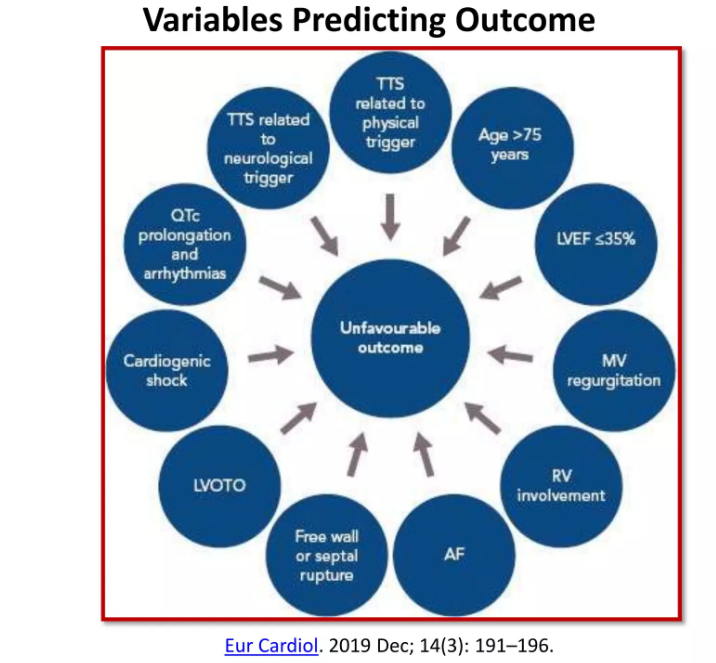 Variables Predicting Outcome
TTS
related to
physical
trigger
Age >75
years
LVEF ≤35%
MV
regurgitation
RV
involvement
AF
Free wall
or septal
rupture
LVOTO
Cardiogenic
shock
QTc
prolongation
and
arrhythmias
TTS related
to
neurological
trigger
Unfavourable
outcome
Eur Cardiol. 2019 Dec; 14(3): 191–196.